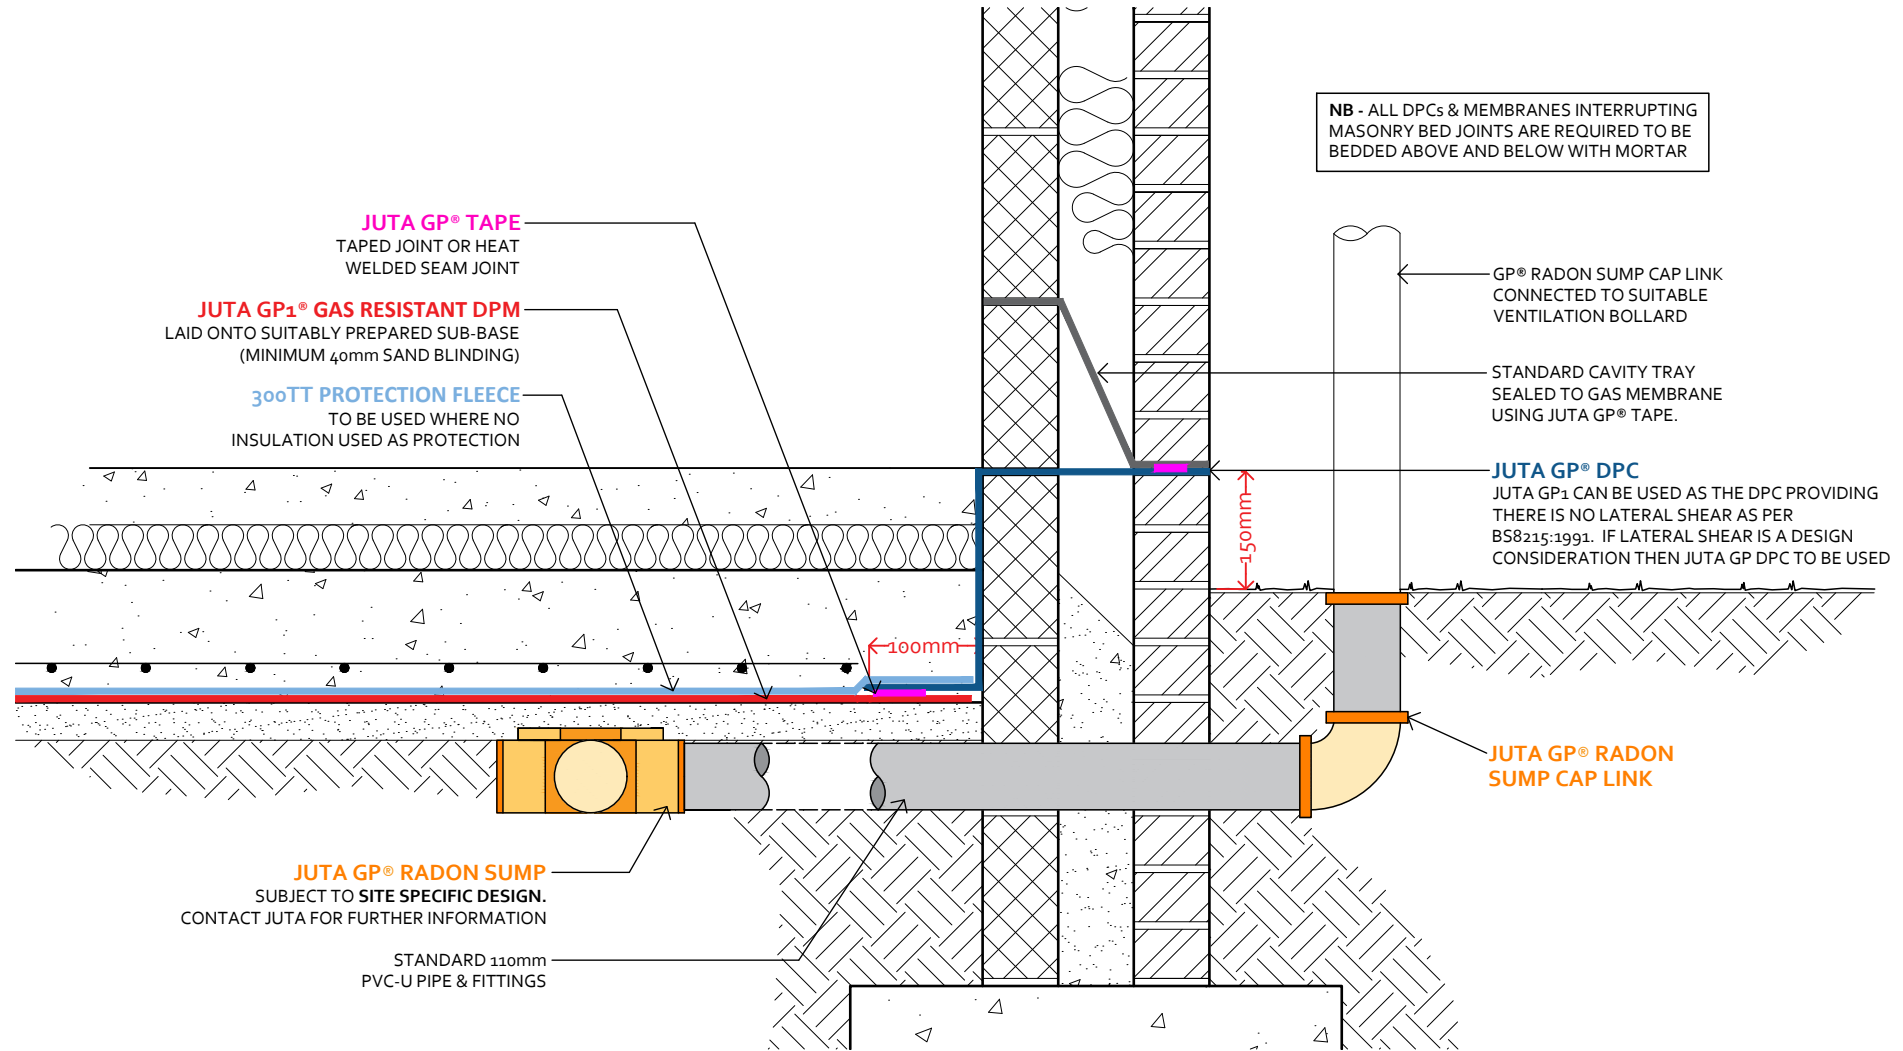 NB - ALL DPCs & MEMBRANES INTERRUPTING
MASONRY BED JOINTS ARE REQUIRED TO BE
BEDDED ABOVE AND BELOW WITH MORTAR
JUTA GP® TAPE
TAPED JOINT OR HEAT
WELDED SEAM JOINT
JUTA GP1® GAS RESISTANT DPM
LAID ONTO SUITABLY PREPARED SUB-BASE
(MINIMUM 40mm SAND BLINDING)
300TT PROTECTION FLEECE
TO BE USED WHERE NO
INSULATION USED AS PROTECTION
GP® RADON SUMP CAP LINK
CONNECTED TO SUITABLE
VENTILATION BOLLARD
STANDARD CAVITY TRAY
SEALED TO GAS MEMBRANE
USING JUTA GP® TAPE.
JUTA GP® DPC
JUTA GP1 CAN BE USED AS THE DPC PROVIDING
THERE IS NO LATERAL SHEAR AS PER
BS8215:1991. IF LATERAL SHEAR IS A DESIGN
CONSIDERATION THEN JUTA GP DPC TO BE USED
150mm
100mm
JUTA GP® RADON
SUMP CAP LINK
JUTA GP® RADON SUMP
SUBJECT TO SITE SPECIFIC DESIGN.
CONTACT JUTA FOR FURTHER INFORMATION
STANDARD 110mm
PVC-U PIPE & FITTINGS